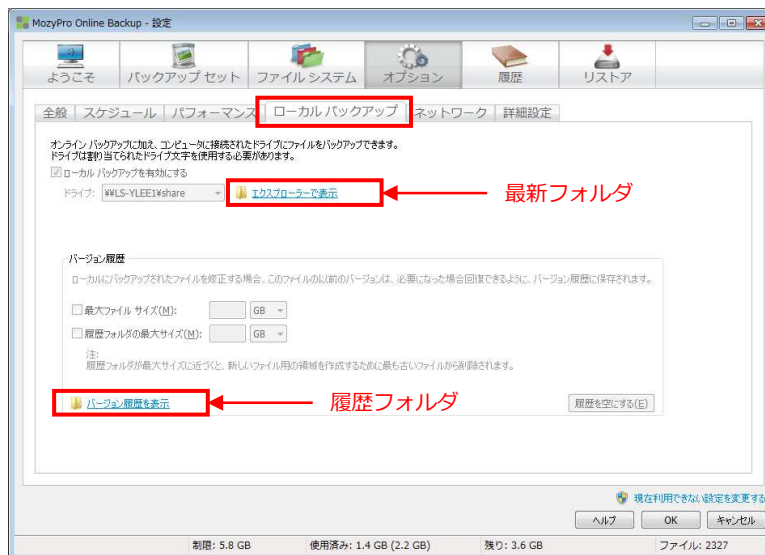 MozyPro Online Backup - 設定
ようこそ
バックアップ セット
ファイル システム
オプション
履歴
リストア
全般
スケジュール
パフォーマンス
ローカル バックアップ
ネットワーク
詳細設定
オンライン バックアップに加え、コンピュータに接続されたドライブにファイルをバックアップできます。
ドライブは割り当てられたドライブ文字を使用する必要があります。
ローカル バックアップを有効にする
ドライブ: ¥¥LS-YLEE1¥share
エクスプローラーで表示
最新フォルダ
バージョン履歴
ローカルにバックアップされたファイルを修正する場合、このファイルの以前のバージョンは、必要になった場合回復できるように、バージョン履歴に保存されます。
最大ファイル サイズ(M): GB
履歴フォルダの最大サイズ(M): GB
注:
履歴フォルダが最大サイズに近づくと、新しいファイル用の領域を作成するために最も古いファイルから削除されます。
バージョン履歴を表示
履歴フォルダ
履歴を空にする(E)
現在利用できない設定を変更する
ヘルプ
OK
キャンセル
制限: 5.8 GB
使用済み: 1.4 GB (2.2 GB)
残り: 3.6 GB
ファイル: 2327